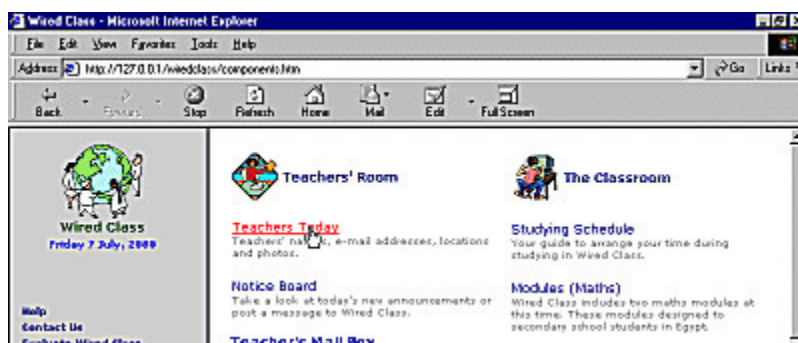 Wired Class - Microsoft Internet Explorer
File Edit View Favorites Tools Help
Address http://127.0.0.1/wiredclass/components.htm Go Links
Back Forward Stop Refresh Home Mail Edit Full Screen
Wired Class
Friday 7 July, 2000
Help
Contact Us
Evaluate Wired Class
Teachers' Room
Teachers Today
Teachers' e-mail addresses, locations
and photos.
Notice Board
Take a look at today's new announcements or
post a message to Wired Class.
Teacher's Mail Box
The Classroom
Studying Schedule
Your guide to arrange your time during
studying in Wired Class.
Modules (Maths)
Wired Class includes two maths modules at
this time. These modules designed to
secondary school students in Egypt.